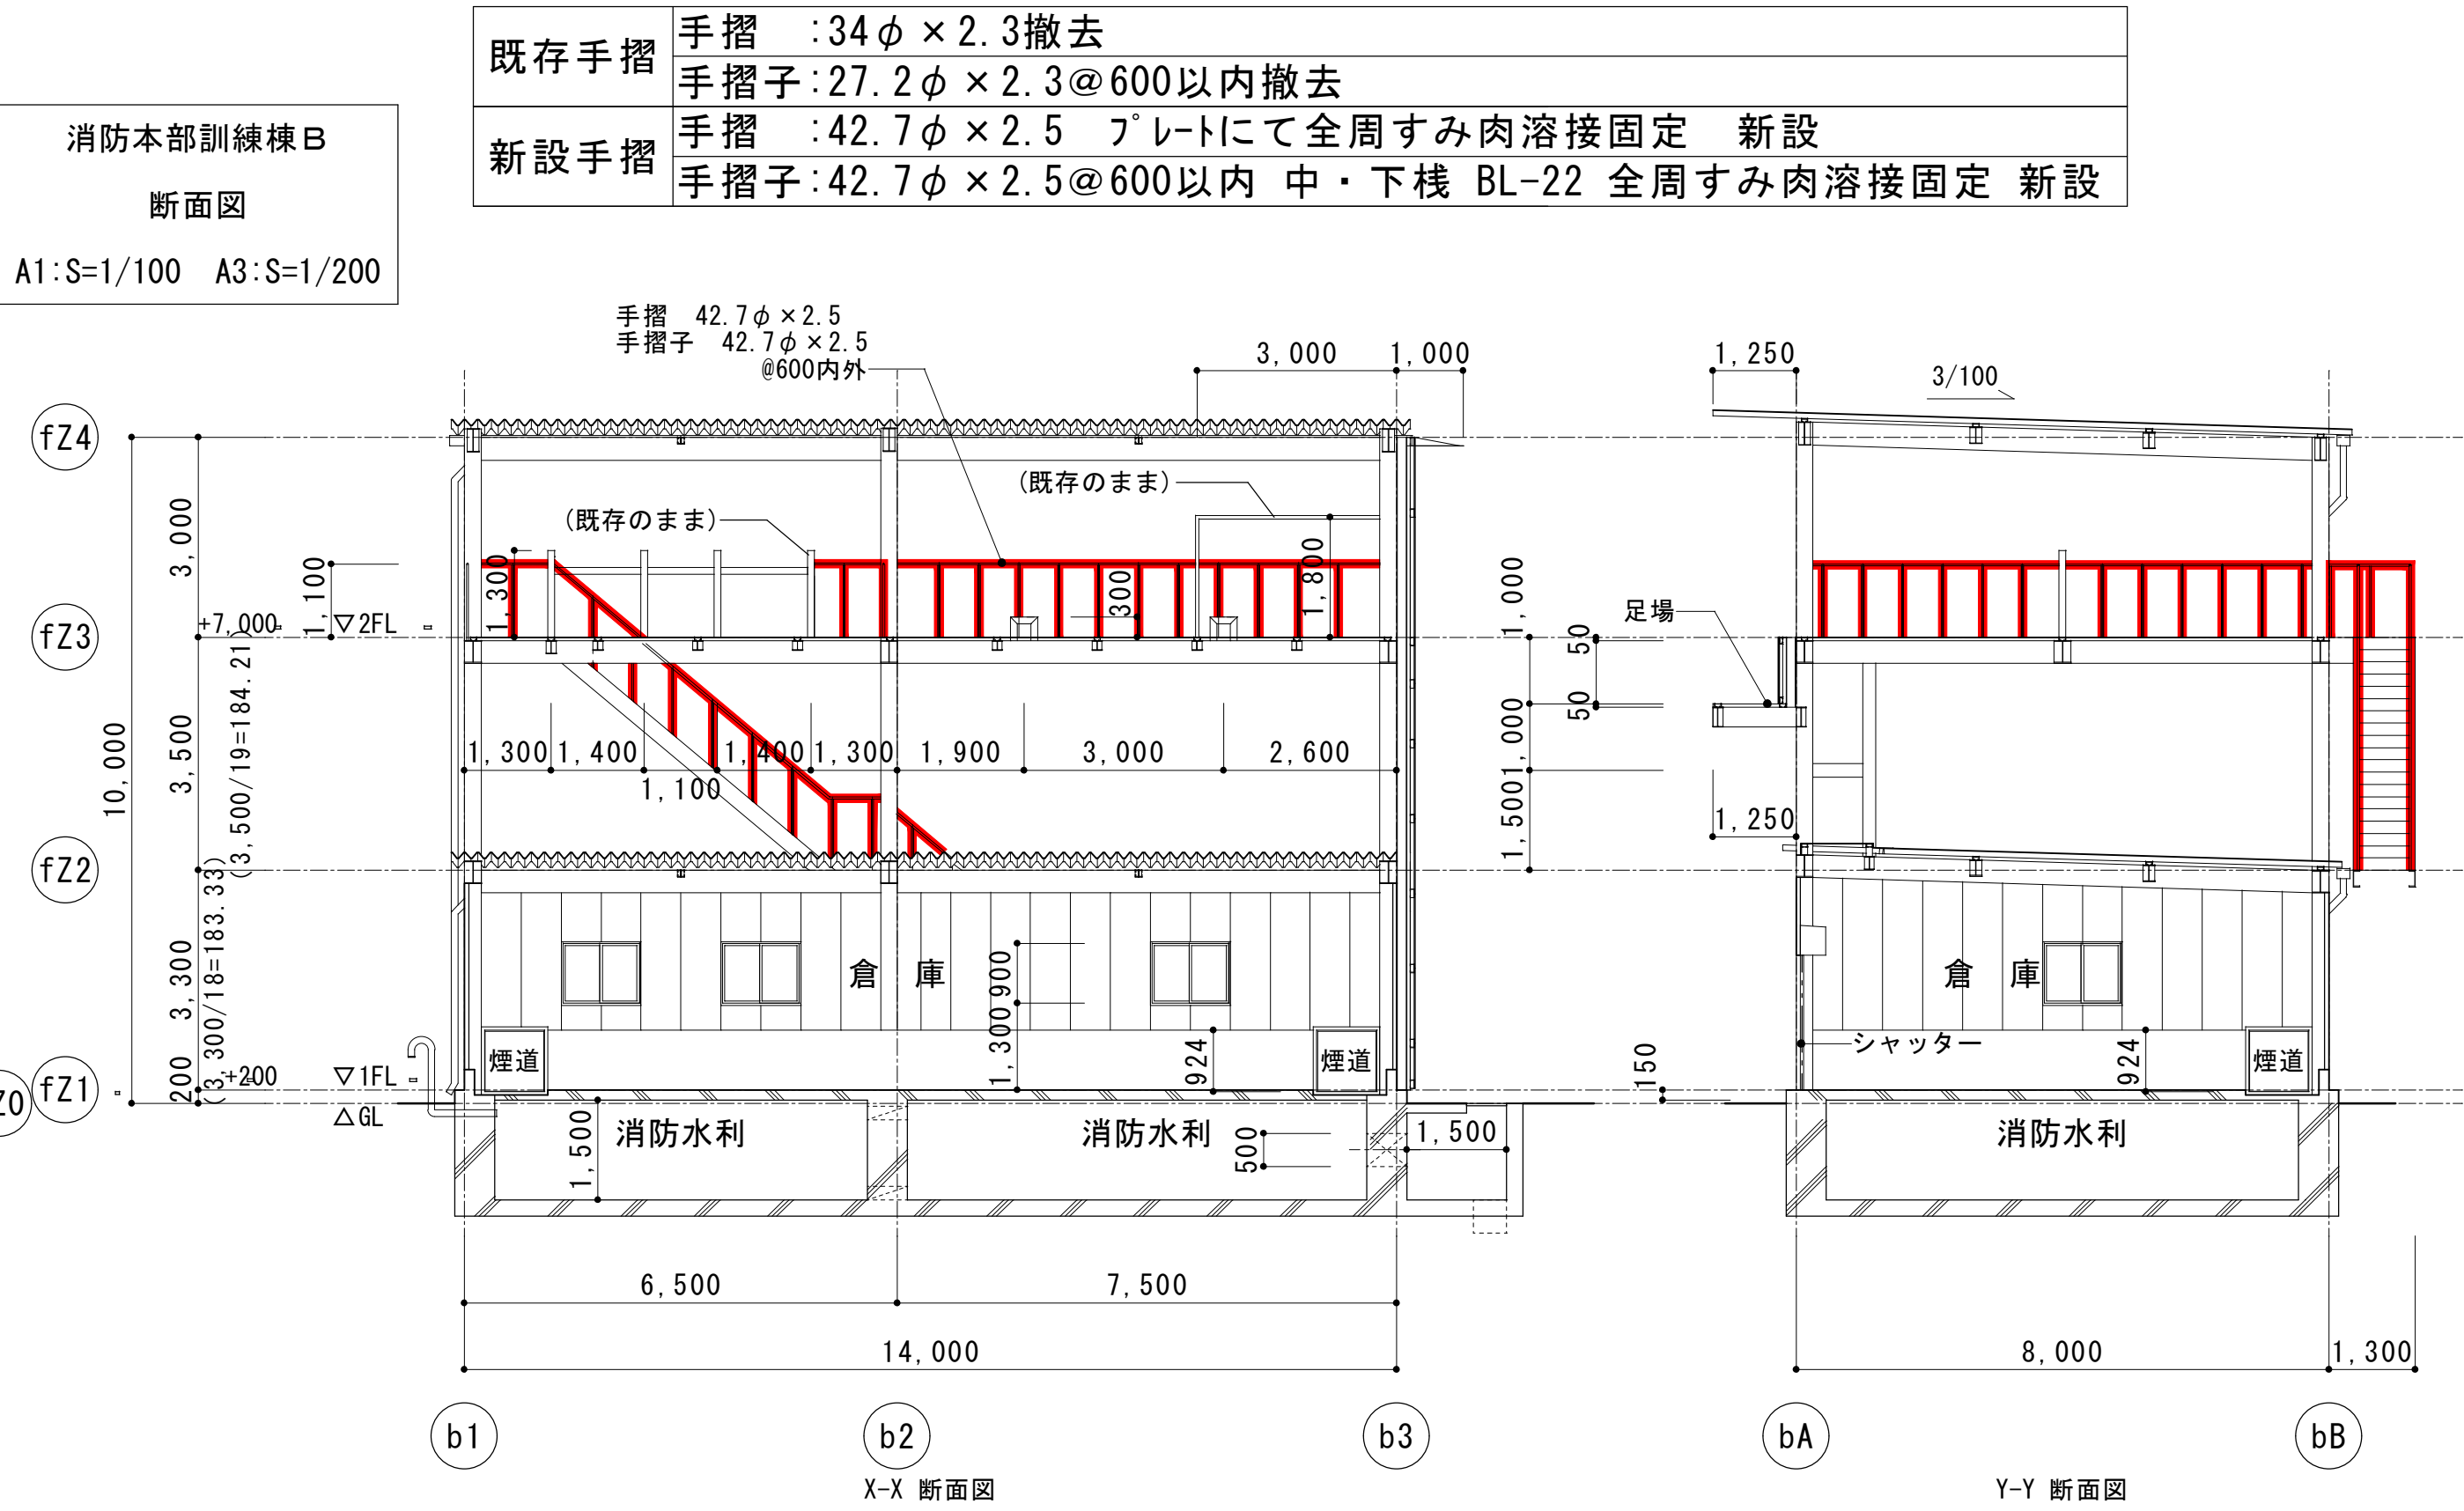 既存手摺
手摺　:34φ×2.3撤去
手摺子:27.2φ×2.3@600以内撤去
新設手摺
手摺　:42.7φ×2.5　ﾌﾟﾚｰﾄにて全周すみ肉溶接固定　新設
手摺子:42.7φ×2.5@600以内 中・下桟 BL-22 全周すみ肉溶接固定 新設
消防本部訓練棟B
断面図
A1:S=1/100　A3:S=1/200
手摺　42.7φ×2.5
手摺子　42.7φ×2.5
@600内外
3,000
1,000
1,250
3/100
fZ4
fZ3
fZ2
fZ1
Z0
10,000
3,000
3,500
3,300
200
(3,500/19=184.21)
(3,300/18=183.33)
1,100
+7,000
▽2FL
+200
▽1FL
△GL
(既存のまま)
(既存のまま)
1,300
300
1,800
1,300
1,400
1,100
1,400
1,300
1,900
3,000
2,600
1,000
1,000
1,500
50
50
足場
1,250
倉　庫
900
1,300
924
煙道
煙道
消防水利
消防水利
1,500
500
1,500
150
倉　庫
シャッター
924
煙道
消防水利
6,500
7,500
14,000
8,000
1,300
b1
b2
b3
bA
bB
X-X 断面図
Y-Y 断面図